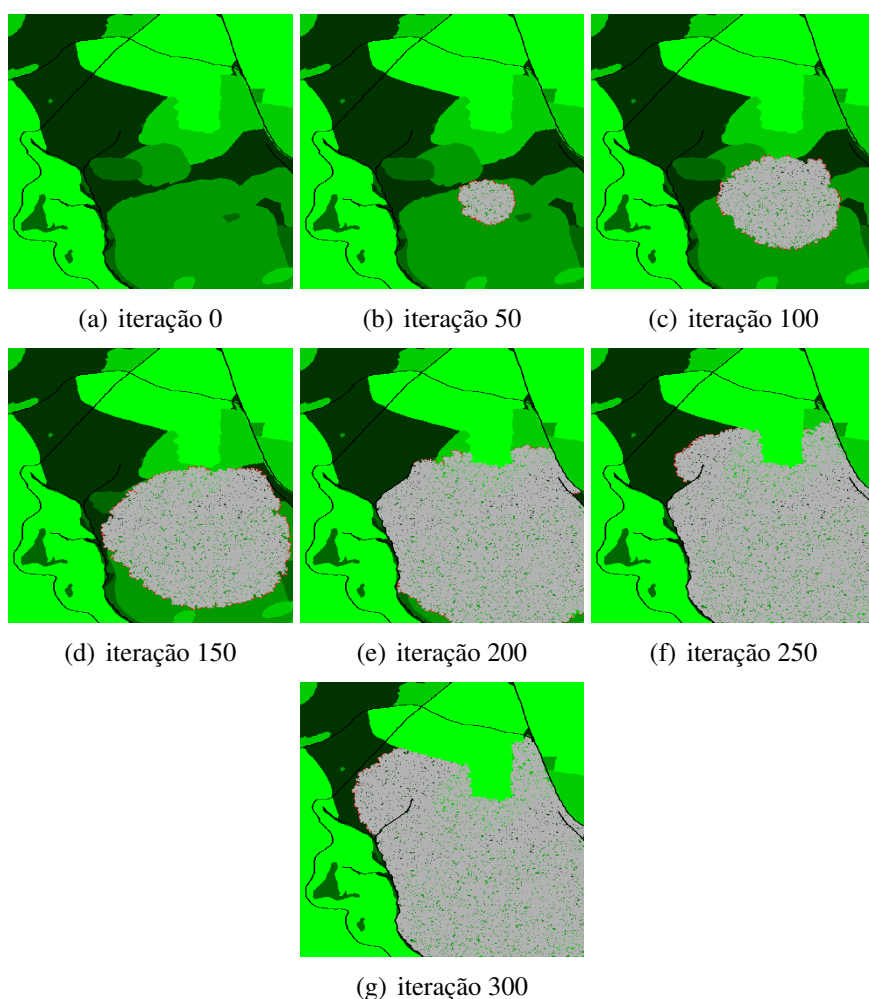 (a) iteração 0
(b) iteração 50
(c) iteração 100
(d) iteração 150
(e) iteração 200
(f) iteração 250
(g) iteração 300